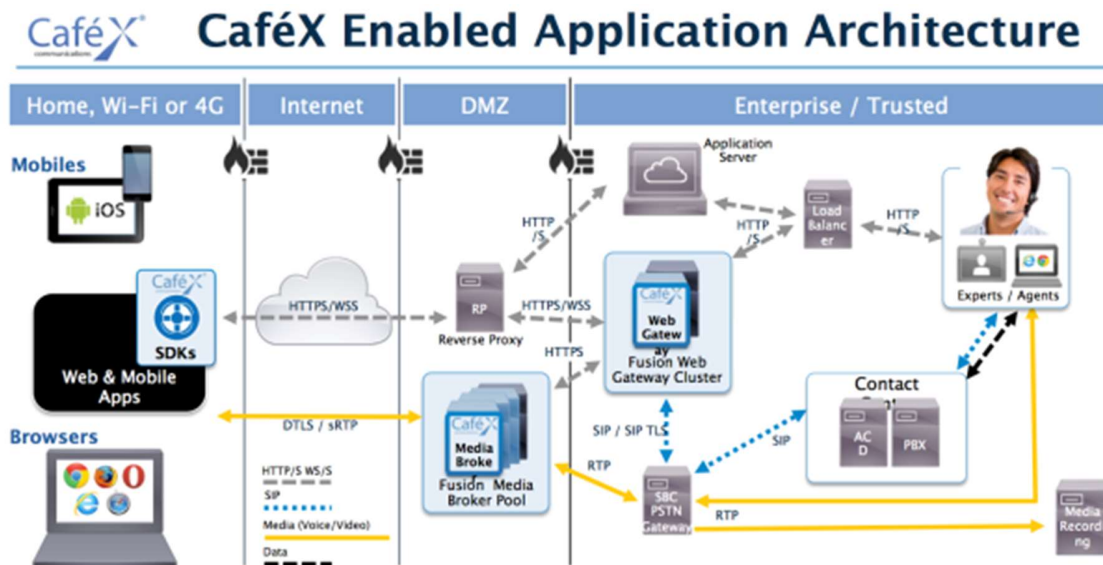 CaféX
communications
CaféX Enabled Application Architecture
Home, Wi-Fi or 4G
Internet
DMZ
Enterprise / Trusted
Mobiles
iOS
Application
Server
Load
Balanc
er
HTTP
/S
HTTP
/S
HTTP
/S
Experts / Agents
CaféX
SDKs
Web & Mobile
Apps
HTTPS/WSS
RP
Reverse Proxy
HTTPS/WSS
HTTPS
CaféX
Web
Gatew
ay
Fusion Web
Gateway Cluster
Contact
AC
D
PBX
DTLS / sRTP
CaféX
Media
Broke
r
Fusion Media
Broker Pool
SIP / SIP TLS
SIP
RTP
SBC
PSTN
Gateway
RTP
Media
Recordi
ng
Browsers
HTTP/S WS/S
SIP
Media (Voice/Video)
Data